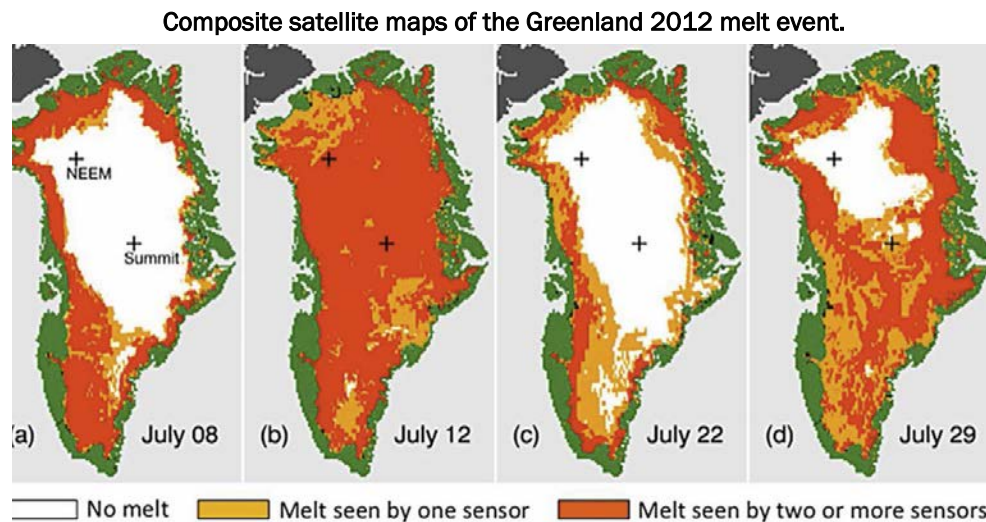 Composite satellite maps of the Greenland 2012 melt event.
NEEM
Summit
(a) July 08
(b) July 12
(c) July 22
(d) July 29
No melt Melt seen by one sensor Melt seen by two or more sensors